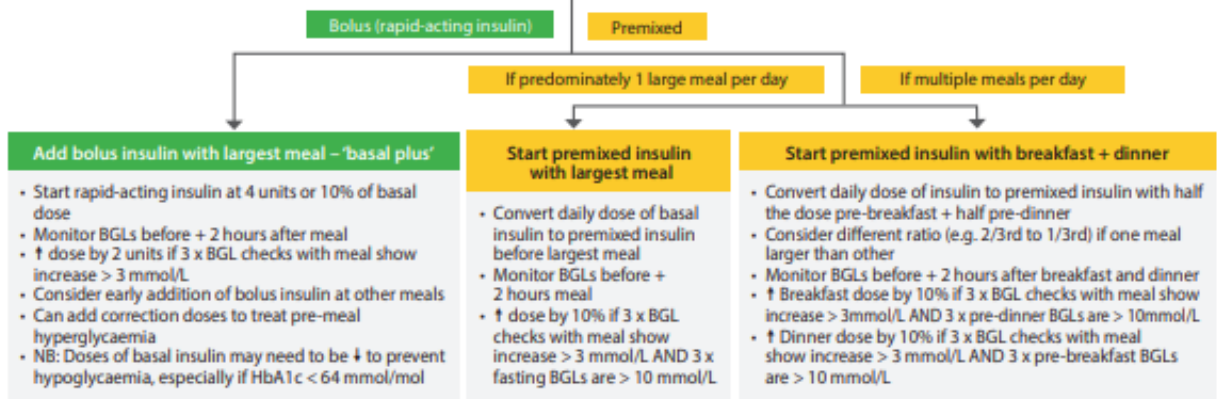 Bolus (rapid-acting insulin)
Premixed
If predominately 1 large meal per day
If multiple meals per day
Add bolus insulin with largest meal – 'basal plus'
• Start rapid-acting insulin at 4 units or 10% of basal
dose
• Monitor BGLs before + 2 hours after meal
• ↑ dose by 2 units if 3 x BGL checks with meal show
increase > 3 mmol/L
• Consider early addition of bolus insulin at other meals
• Can add correction doses to treat pre-meal
hyperglycaemia
• NB: Doses of basal insulin may need to be ↓ to prevent
hypoglycaemia, especially if HbA1c < 64 mmol/mol
Start premixed insulin
with largest meal
• Convert daily dose of basal
insulin to premixed insulin
before largest meal
• Monitor BGLs before +
2 hours meal
• ↑ dose by 10% if 3 x BGL
checks with meal show
increase > 3 mmol/L AND 3 x
fasting BGLs are > 10 mmol/L
Start premixed insulin with breakfast + dinner
• Convert daily dose of insulin to premixed insulin with half
the dose pre-breakfast + half pre-dinner
• Consider different ratio (e.g. 2/3rd to 1/3rd) if one meal
larger than other
• Monitor BGLs before + 2 hours after breakfast and dinner
• ↑ Breakfast dose by 10% if 3 x BGL checks with meal show
increase > 3mmol/L AND 3 x pre-dinner BGLs are > 10mmol/L
• ↑ Dinner dose by 10% if 3 x BGL checks with meal
show increase > 3 mmol/L AND 3 x pre-breakfast BGLs
are > 10 mmol/L